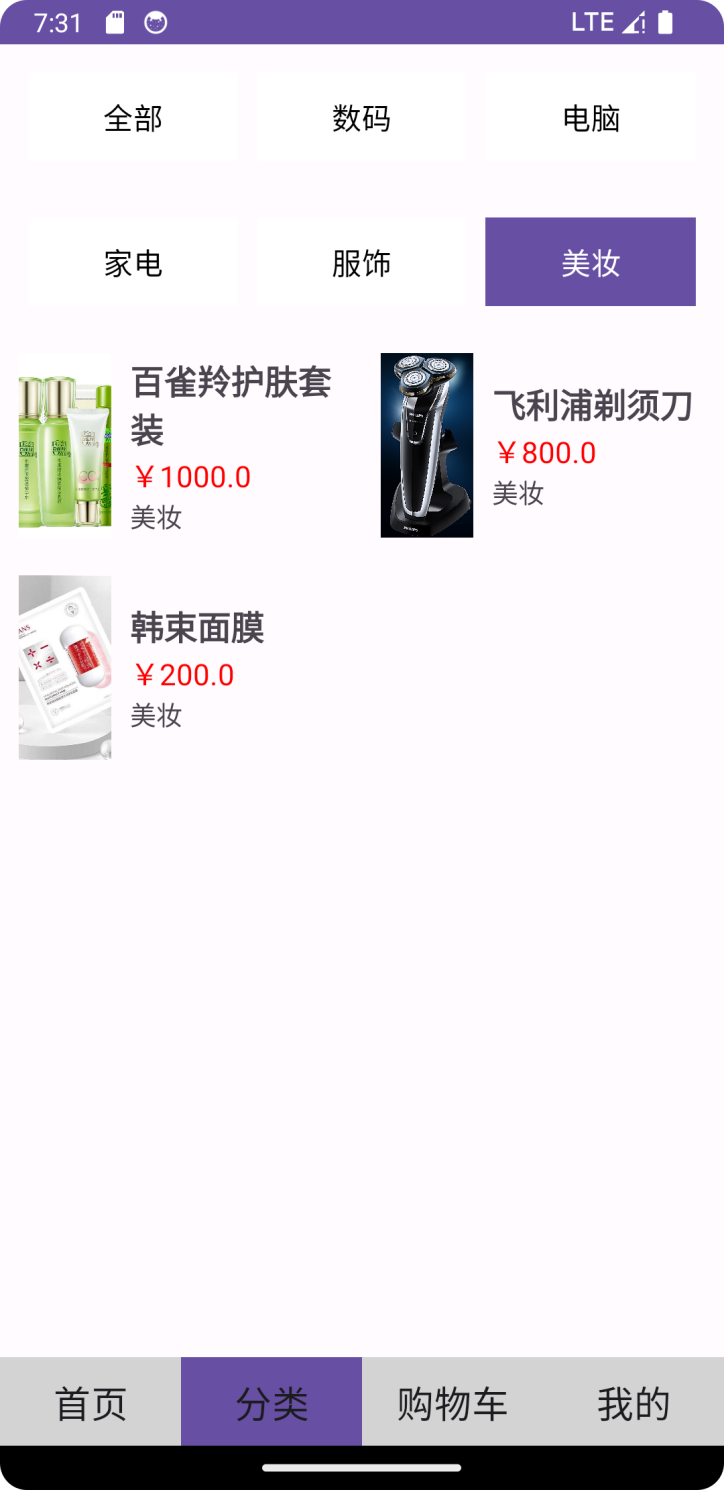 7:31 LTE
全部 数码 电脑
家电 服饰 美妆
百雀羚护肤套
装
￥1000.0
美妆
飞利浦剃须刀
￥800.0
美妆
韩束面膜
￥200.0
美妆
首页 分类 购物车 我的